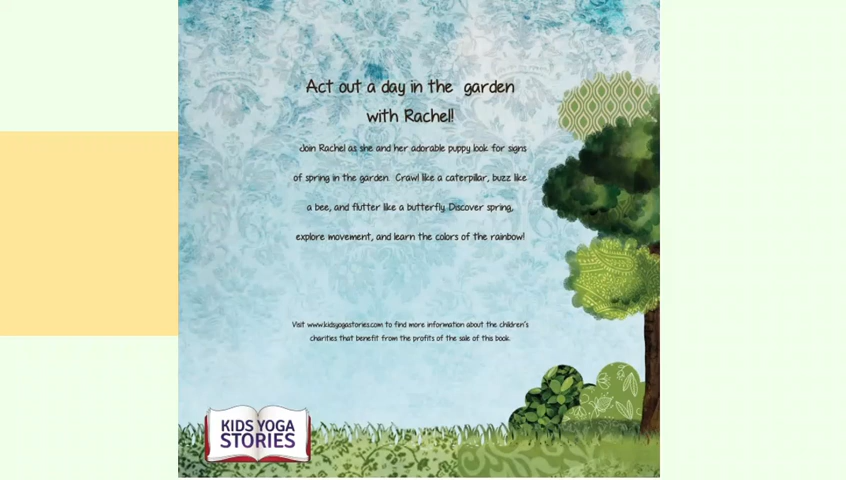 Act out a day in the garden
with Rachel!
Join Rachel as she and her adorable puppy look for signs
of spring in the garden. Crawl like a caterpillar, buzz like
a bee, and flutter like a butterfly. Discover spring,
explore movement, and learn the colors of the rainbow!
Visit www.kidsyogastories.com to find more information about the children's
charities that benefit from the profits of the sale of this book.
KIDS YOGA
STORIES